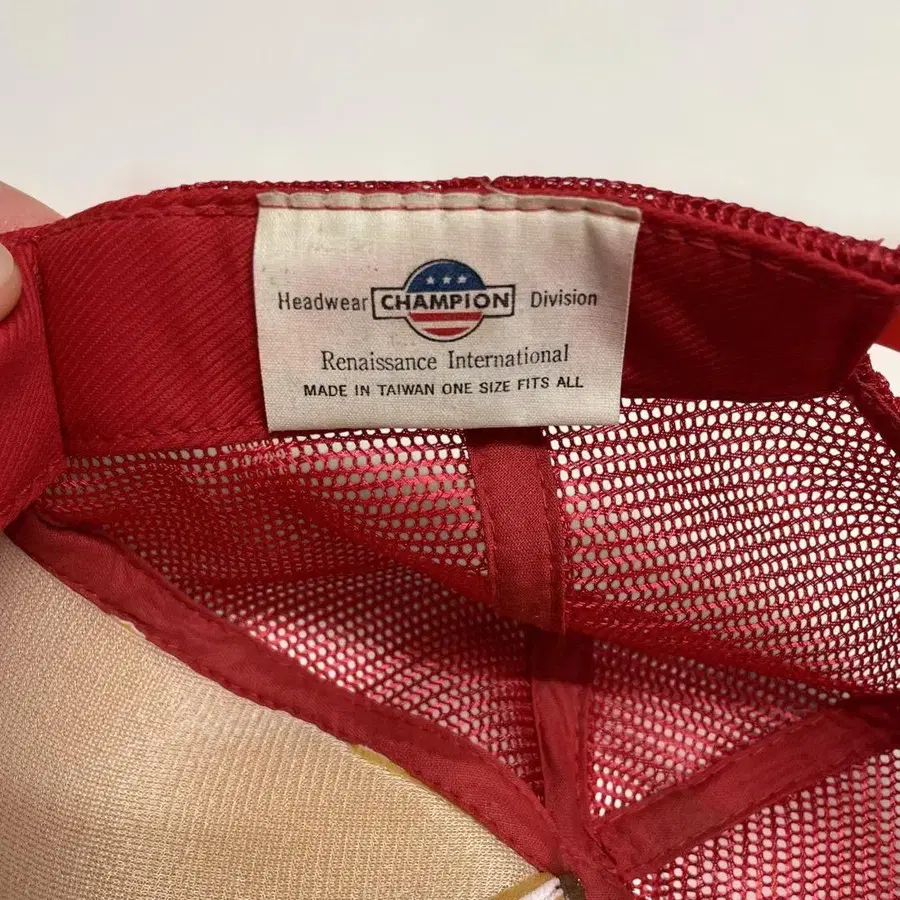 Headwear CHAMPION Division
Renaissance International
MADE IN TAIWAN ONE SIZE FITS ALL